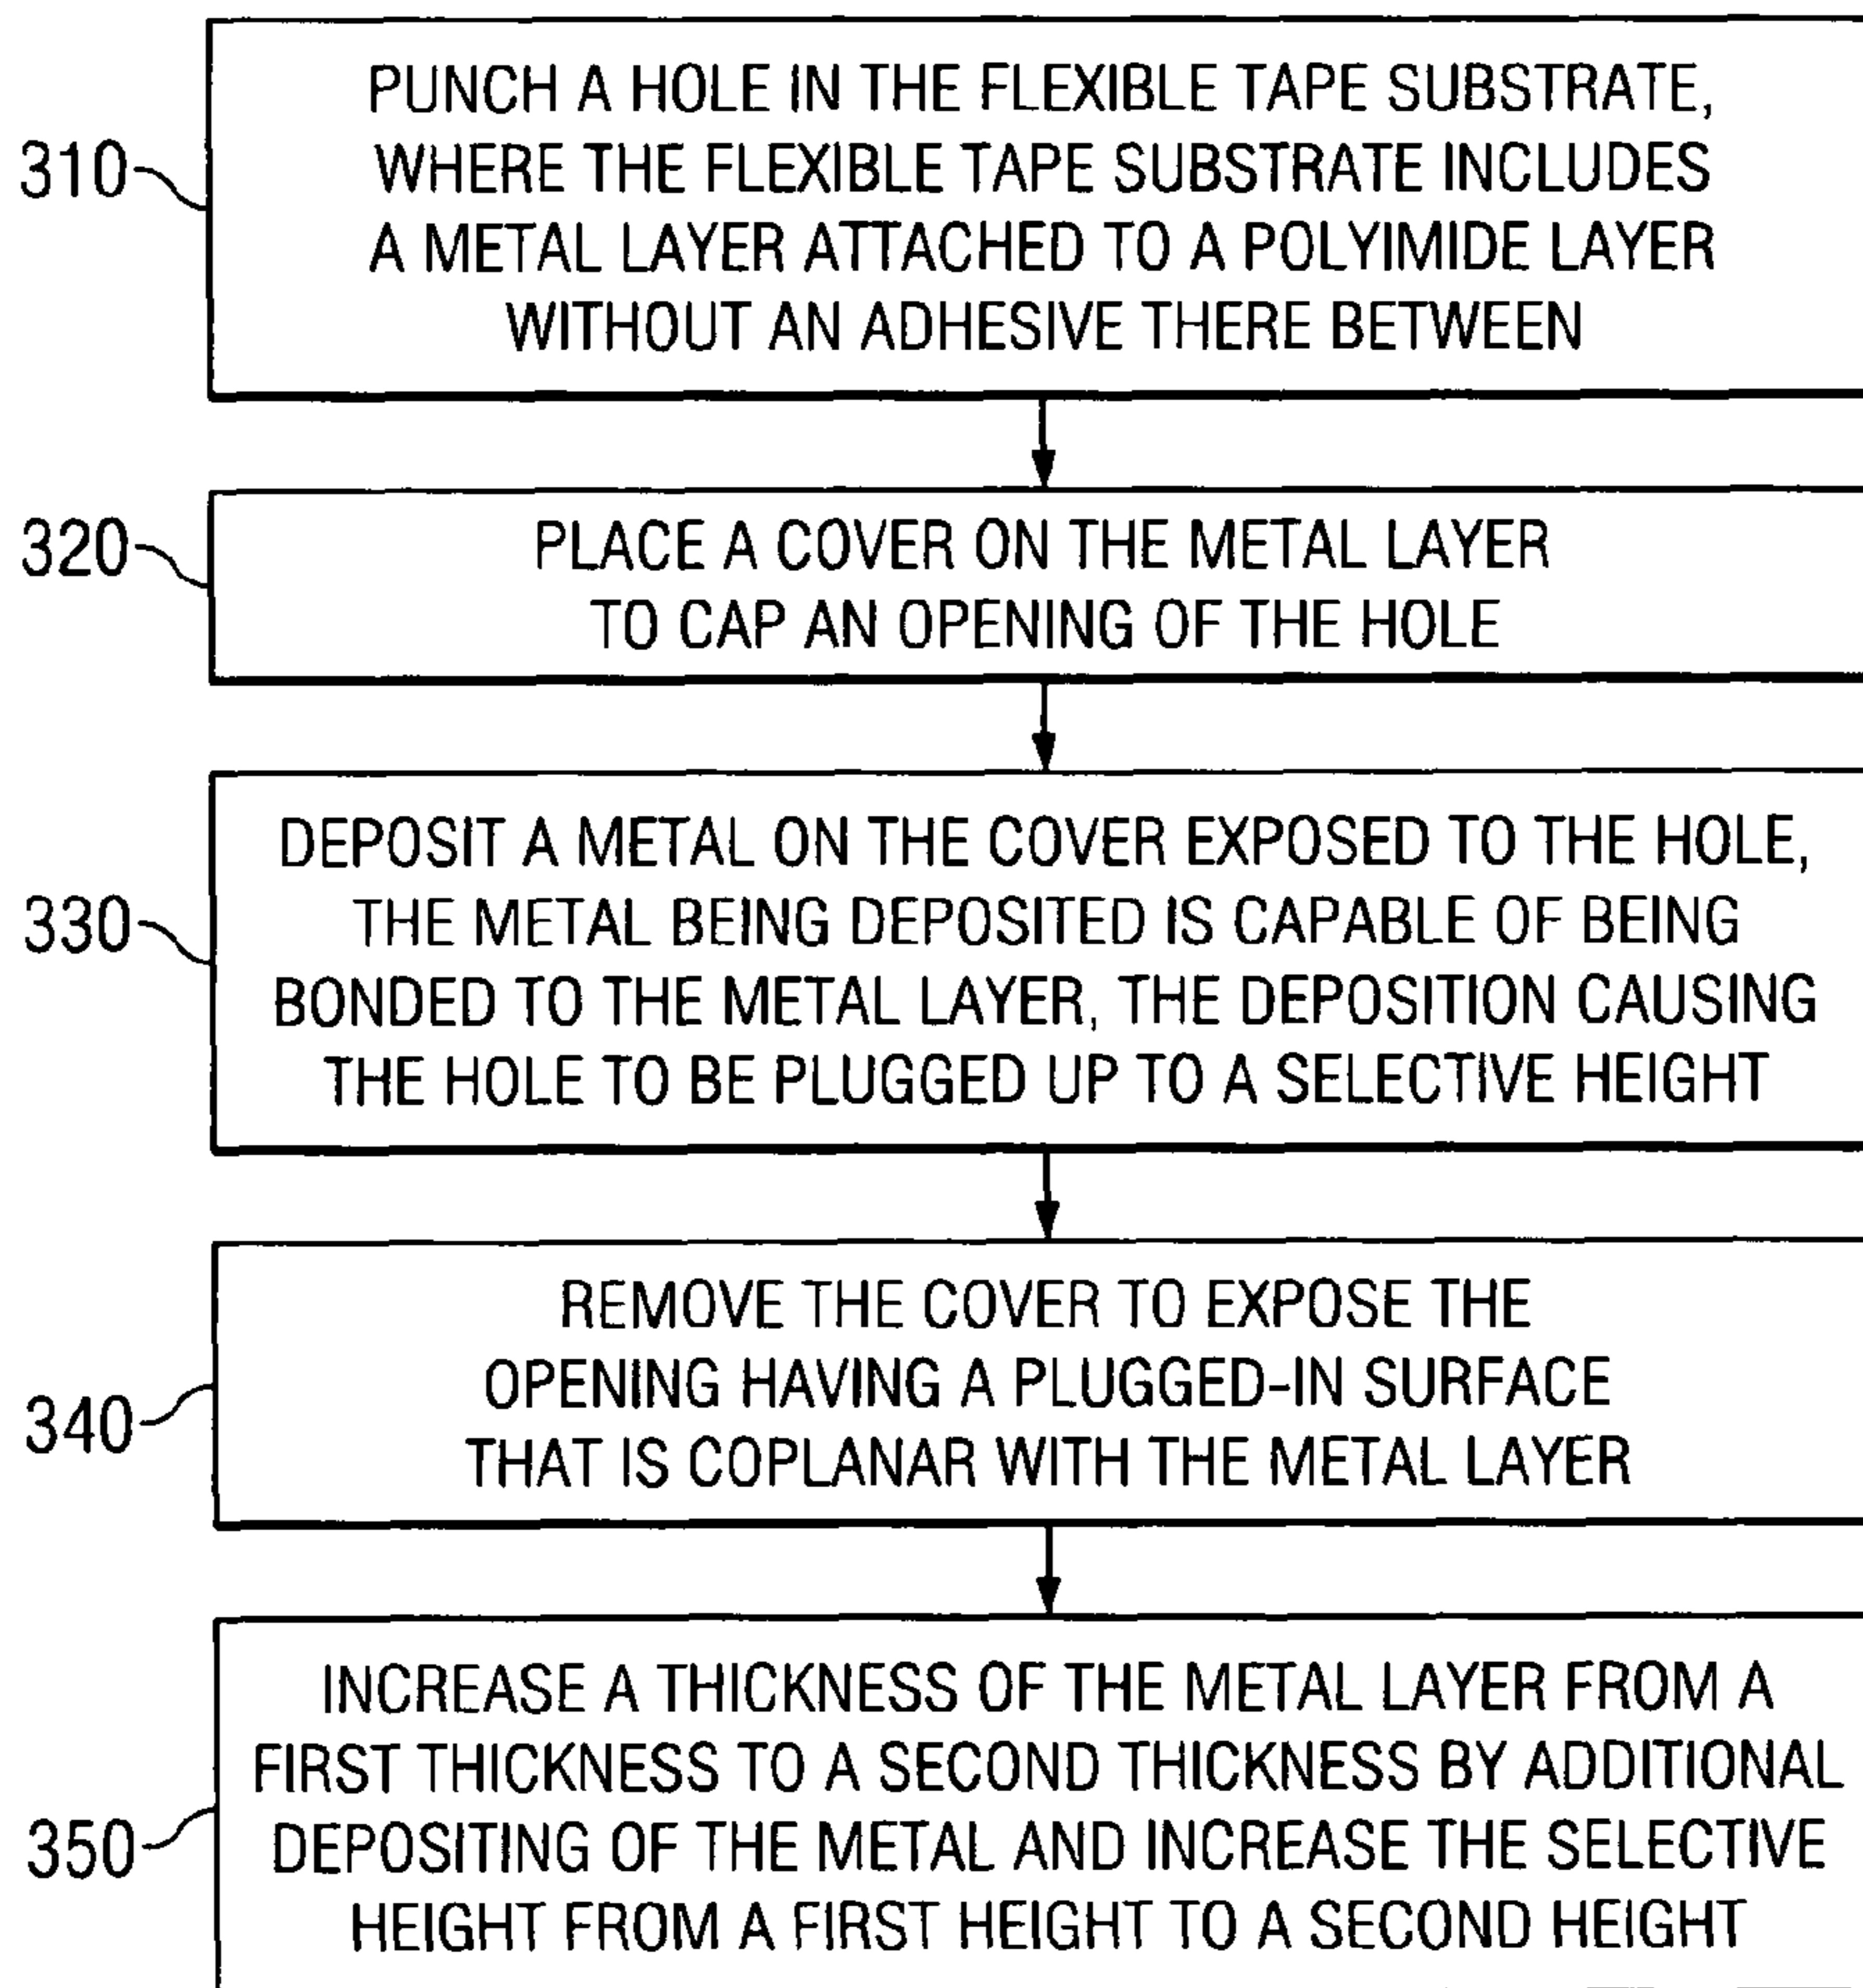 PUNCH A HOLE IN THE FLEXIBLE TAPE SUBSTRATE,
WHERE THE FLEXIBLE TAPE SUBSTRATE INCLUDES
A METAL LAYER ATTACHED TO A POLYIMIDE LAYER
WITHOUT AN ADHESIVE THERE BETWEEN
310
PLACE A COVER ON THE METAL LAYER
TO CAP AN OPENING OF THE HOLE
320
DEPOSIT A METAL ON THE COVER EXPOSED TO THE HOLE,
THE METAL BEING DEPOSITED IS CAPABLE OF BEING
BONDED TO THE METAL LAYER, THE DEPOSITION CAUSING
THE HOLE TO BE PLUGGED UP TO A SELECTIVE HEIGHT
330
REMOVE THE COVER TO EXPOSE THE
OPENING HAVING A PLUGGED-IN SURFACE
THAT IS COPLANAR WITH THE METAL LAYER
340
INCREASE A THICKNESS OF THE METAL LAYER FROM A
FIRST THICKNESS TO A SECOND THICKNESS BY ADDITIONAL
DEPOSITING OF THE METAL AND INCREASE THE SELECTIVE
HEIGHT FROM A FIRST HEIGHT TO A SECOND HEIGHT
350